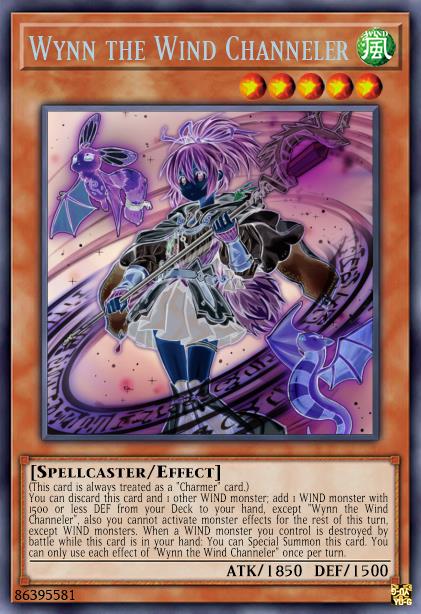 WYNN THE WIND CHANNELER
WIND
風
[SPELLCASTER/EFFECT]
(This card is always treated as a "Charmer" card.)
You can discard this card and 1 other WIND monster; add 1 WIND monster with
1500 or less DEF from your Deck to your hand, except "Wynn the Wind
Channeler", also you cannot activate monster effects for the rest of this turn,
except WIND monsters. When a WIND monster you control is destroyed by
battle while this card is in your hand: You can Special Summon this card. You
can only use each effect of "Wynn the Wind Channeler" once per turn.
ATK/1850 DEF/1500
86395581